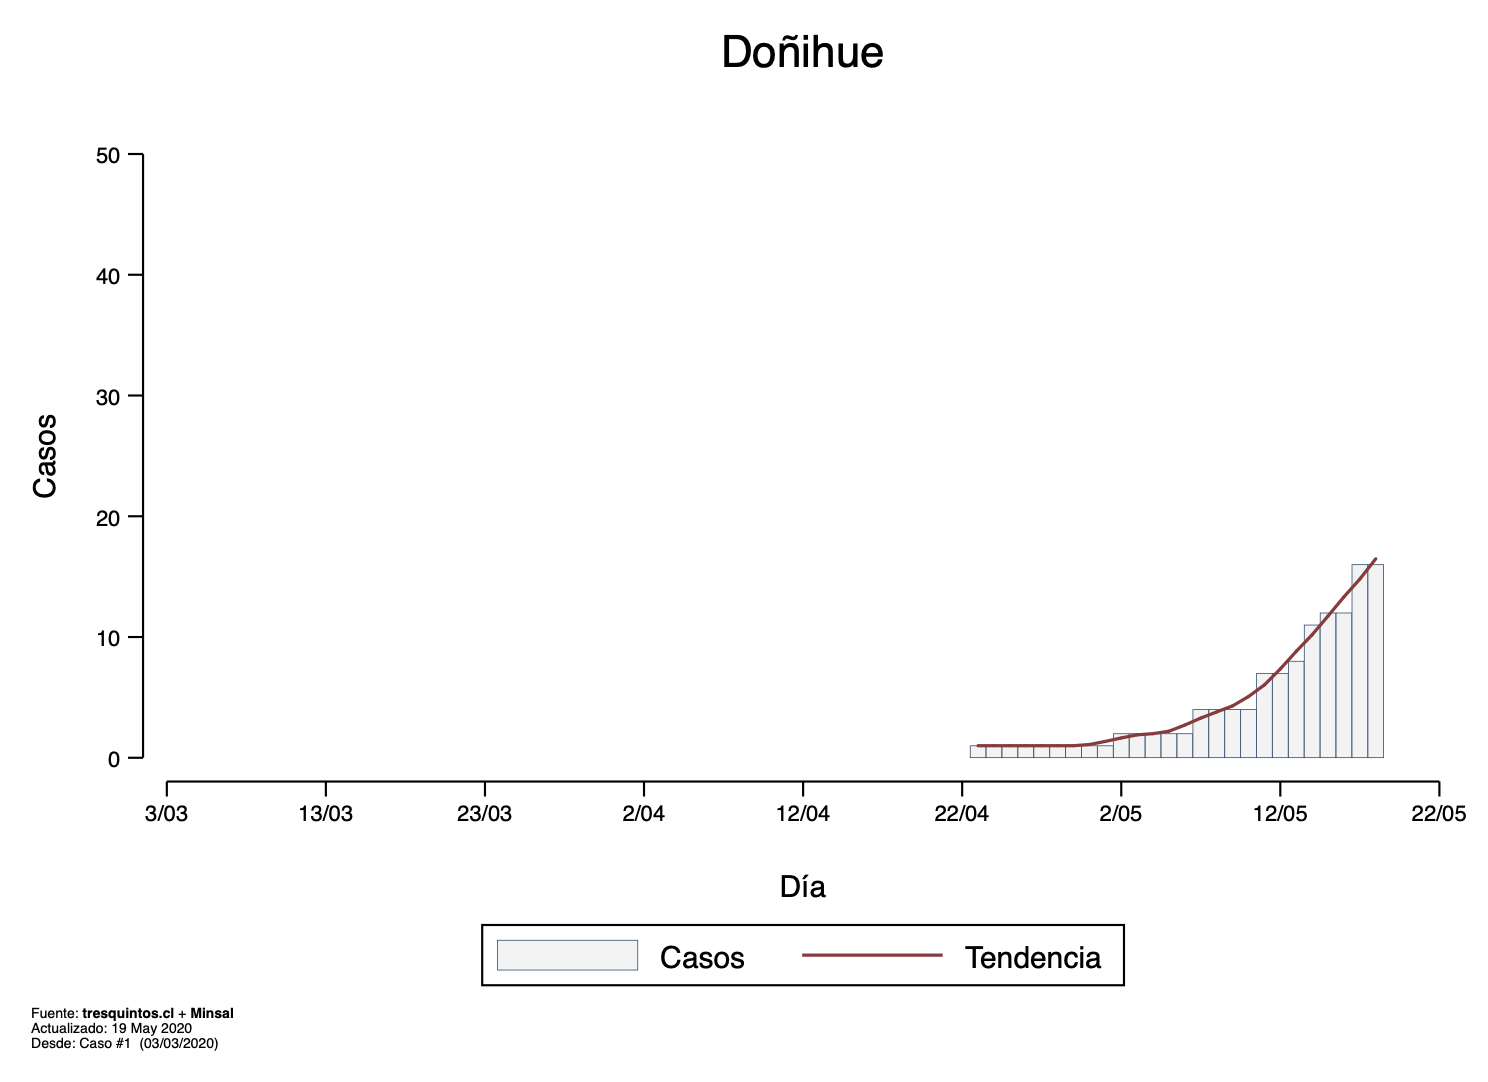 Doñihue
50
40
30
20
10
0
Casos
3/03 13/03 23/03 2/04 12/04 22/04 2/05 12/05 22/05
Día
Casos Tendencia
Fuente: tresquintos.cl + Minsal
Actualizado: 19 May 2020
Desde: Caso #1 (03/03/2020)